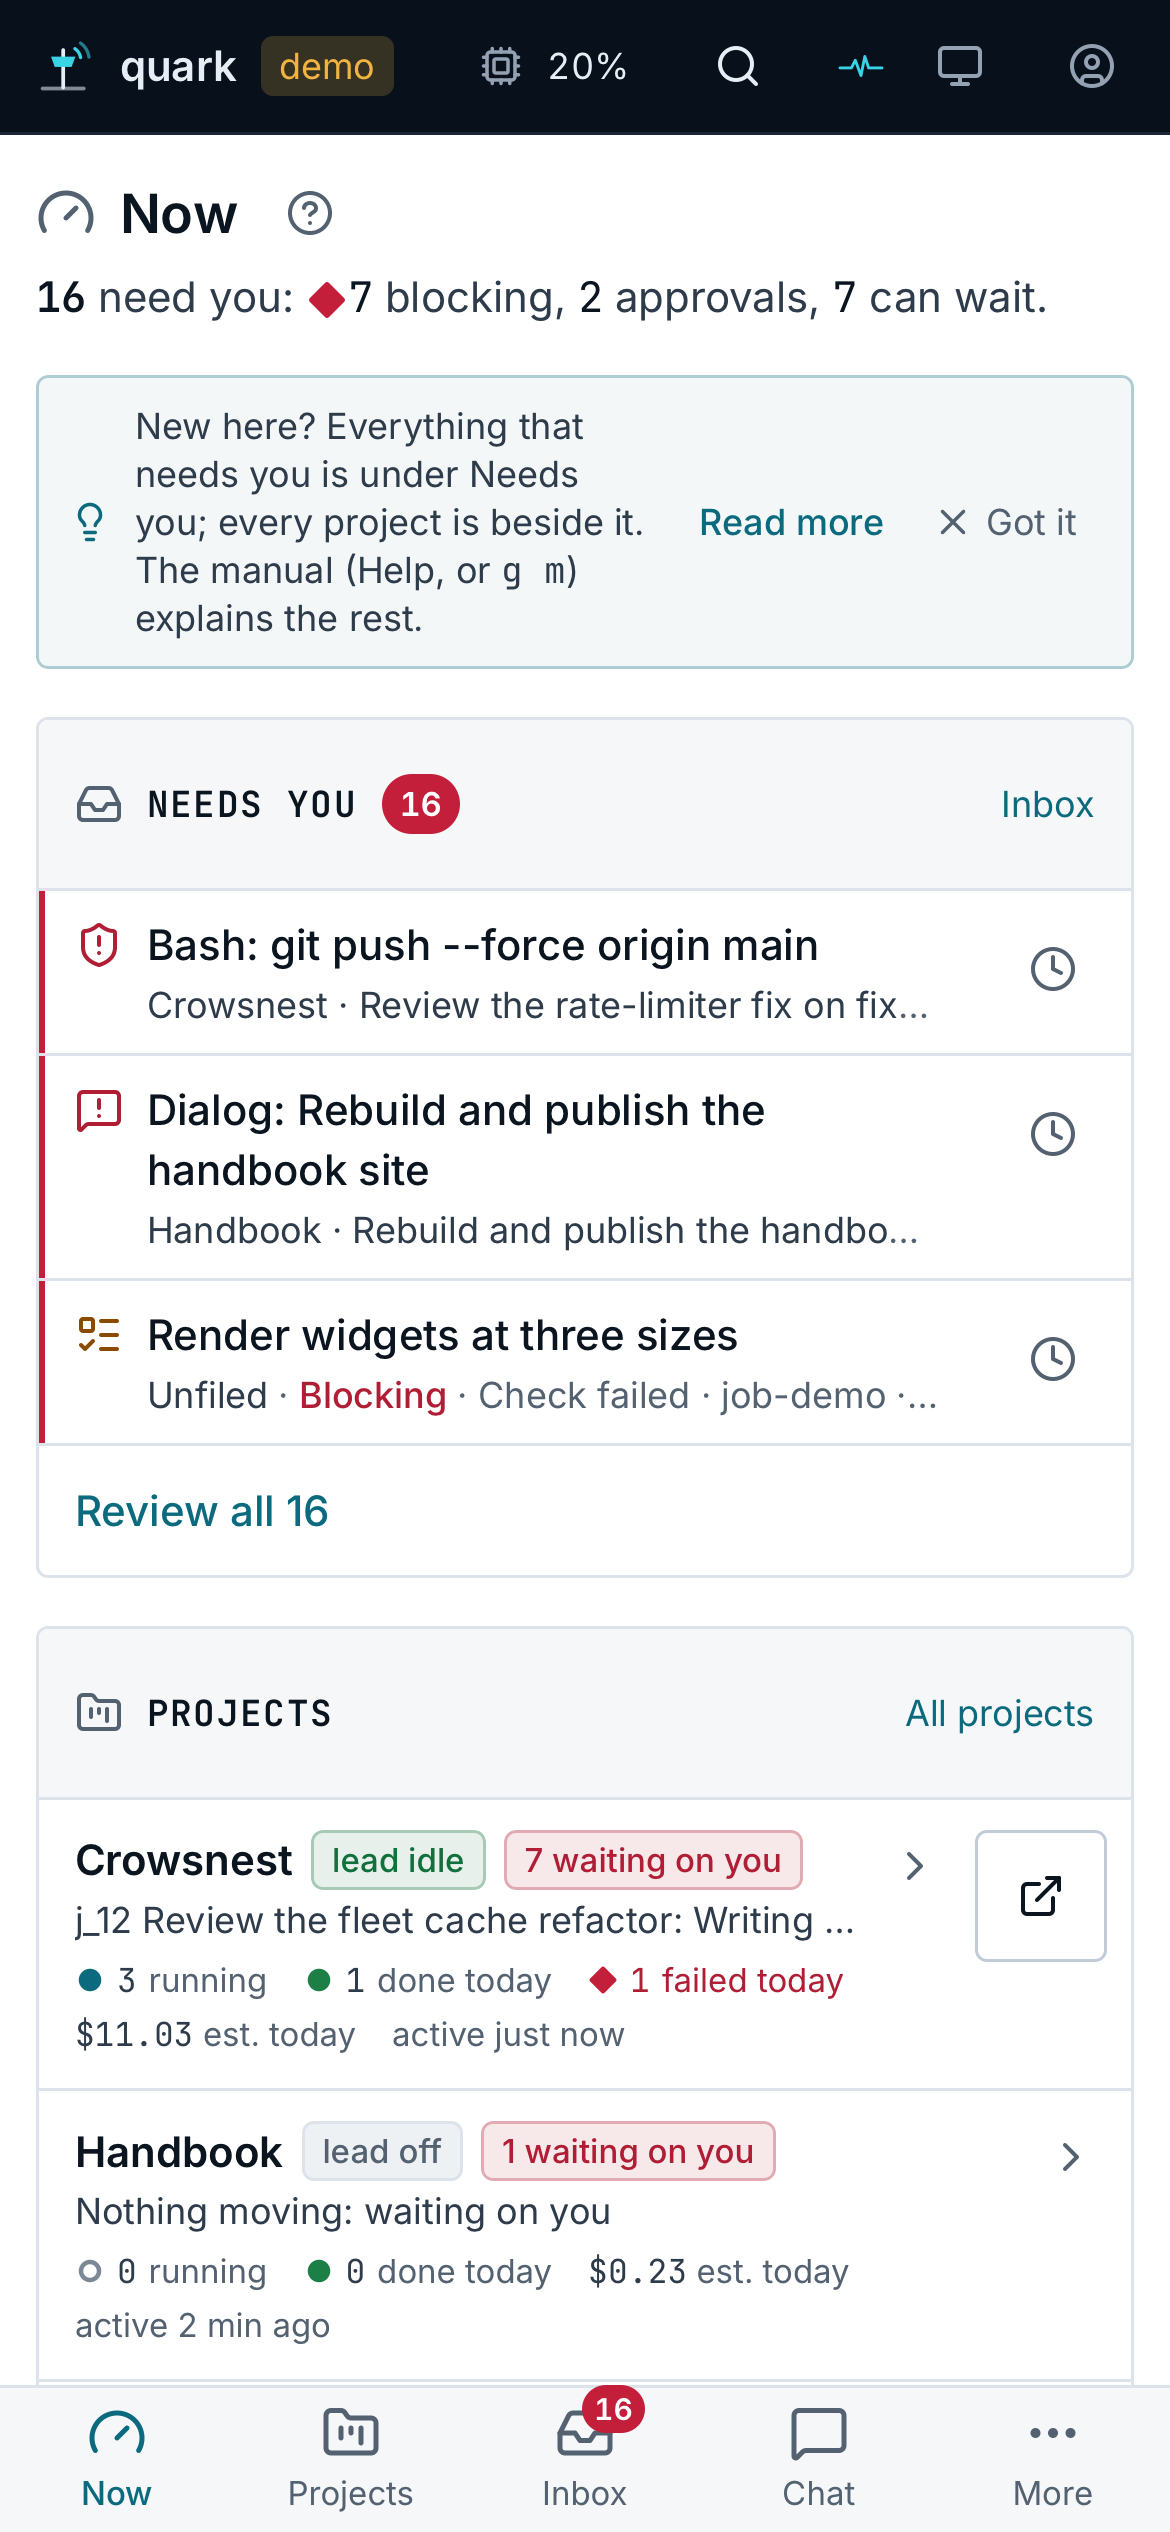 quark demo 20%
Now
16 need you: 7 blocking, 2 approvals, 7 can wait.
New here? Everything that
needs you is under Needs
you; every project is beside it.
The manual (Help, or g m)
explains the rest.
Read more
Got it
NEEDS YOU 16
Inbox
Bash: git push --force origin main
Crowsnest · Review the rate-limiter fix on fix...
Dialog: Rebuild and publish the
handbook site
Handbook · Rebuild and publish the handbo...
Render widgets at three sizes
Unfiled · Blocking · Check failed · job-demo ·...
Review all 16
PROJECTS
All projects
Crowsnest lead idle 7 waiting on you
j_12 Review the fleet cache refactor: Writing ...
3 running 1 done today 1 failed today
$11.03 est. today active just now
Handbook lead off 1 waiting on you
Nothing moving: waiting on you
0 running 0 done today $0.23 est. today
active 2 min ago
16
Now Projects Inbox Chat More